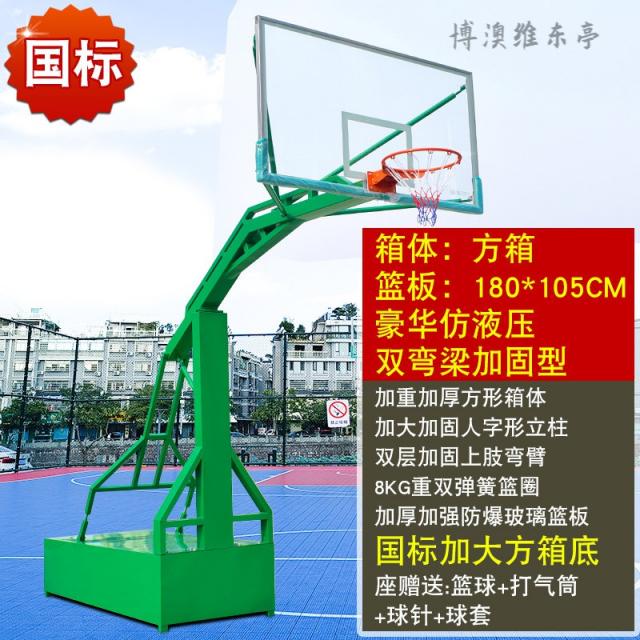 国标
博澳维东亭
箱体：方箱
篮板：180*105CM
豪华仿液压
双弯梁加固型
加重加厚方形箱体
加大加固人字形立柱
双层加固上肢弯臂
8KG重双弹簧篮圈
加厚加强防爆玻璃篮板
国标加大方箱底
座赠送:篮球+打气筒
+球针+球套